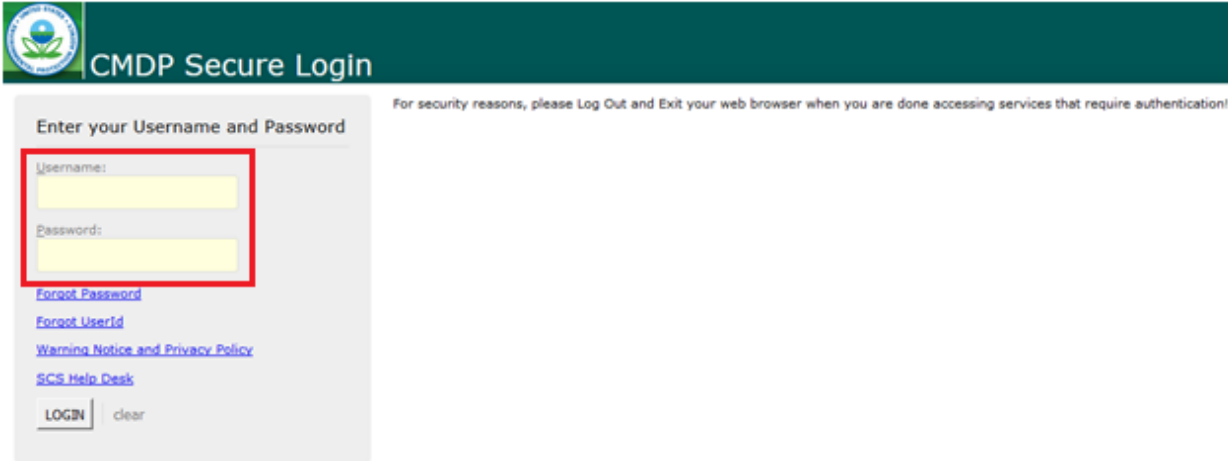 CMDP Secure Login
For security reasons, please Log Out and Exit your web browser when you are done accessing services that require authentication!
Enter your Username and Password
Username:
Password:
Forgot Password
Forgot UserId
Warning Notice and Privacy Policy
SCS Help Desk
LOGIN clear